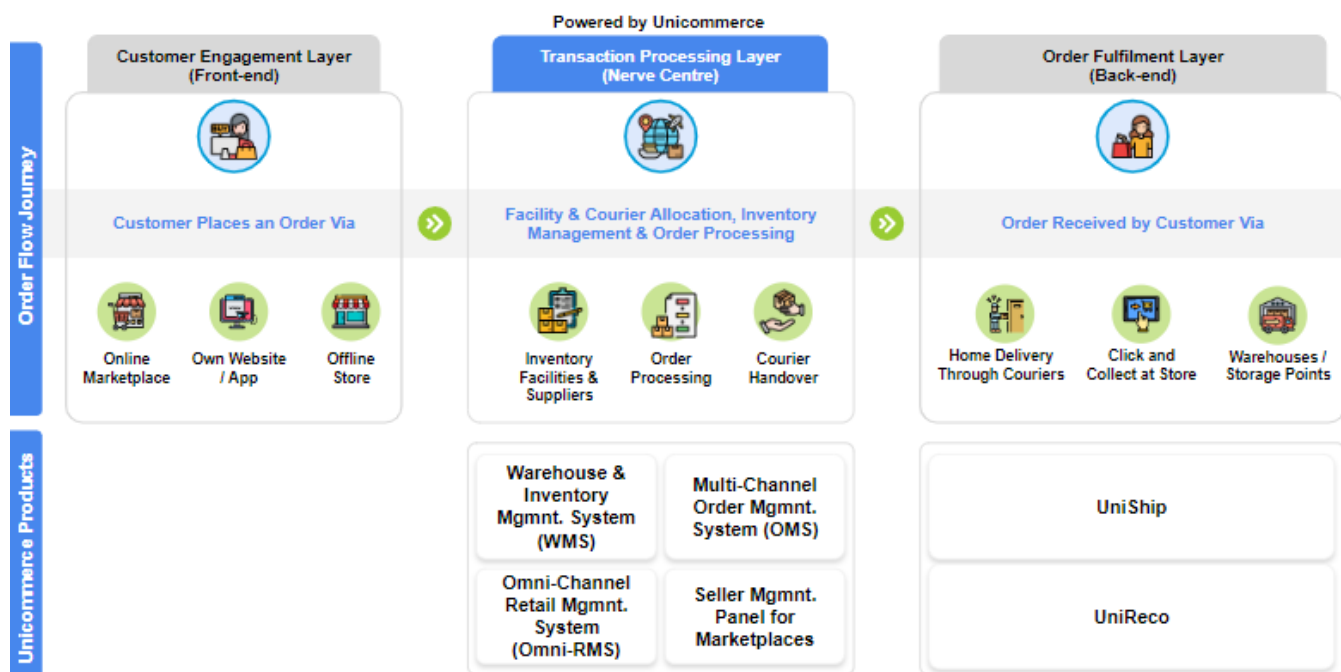 Powered by Unicommerce
Customer Engagement Layer
(Front-end)
Transaction Processing Layer
(Nerve Centre)
Order Fulfilment Layer
(Back-end)
Order Flow Journey
Customer Places an Order Via
Facility & Courier Allocation, Inventory
Management & Order Processing
Order Received by Customer Via
Online
Marketplace
Own Website
/ App
Offline
Store
Inventory
Facilities &
Suppliers
Order
Processing
Courier
Handover
Home Delivery
Through Couriers
Click and
Collect at Store
Warehouses /
Storage Points
Unicommerce Products
Warehouse &
Inventory
Mgmnt. System
(WMS)
Multi-Channel
Order Mgmnt.
System (OMS)
UniShip
Omni-Channel
Retail Mgmnt.
System
(Omni-RMS)
Seller Mgmnt.
Panel for
Marketplaces
UniReco